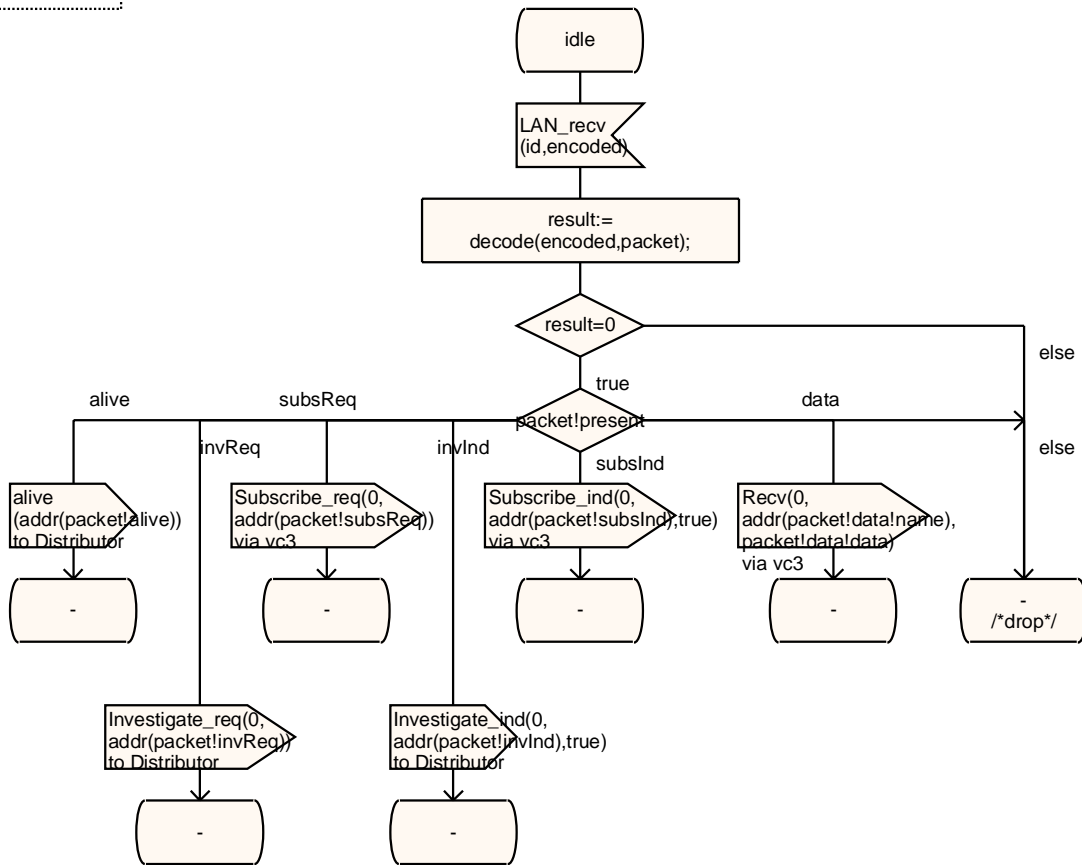 idle
LAN_recv
(id,encoded)
result:=
decode(encoded,packet);
result=0
else
true
alive
subsReq
packet!present
data
invReq
invInd
subsInd
else
alive
(addr(packet!alive))
to Distributor
Subscribe_req(0,
addr(packet!subsReq))
via vc3
Subscribe_ind(0,
addr(packet!subsInd),true)
via vc3
Recv(0,
addr(packet!data!name),
packet!data!data)
via vc3
-
-
-
-
-
/*drop*/
Investigate_req(0,
addr(packet!invReq))
to Distributor
Investigate_ind(0,
addr(packet!invInd),true)
to Distributor
-
-